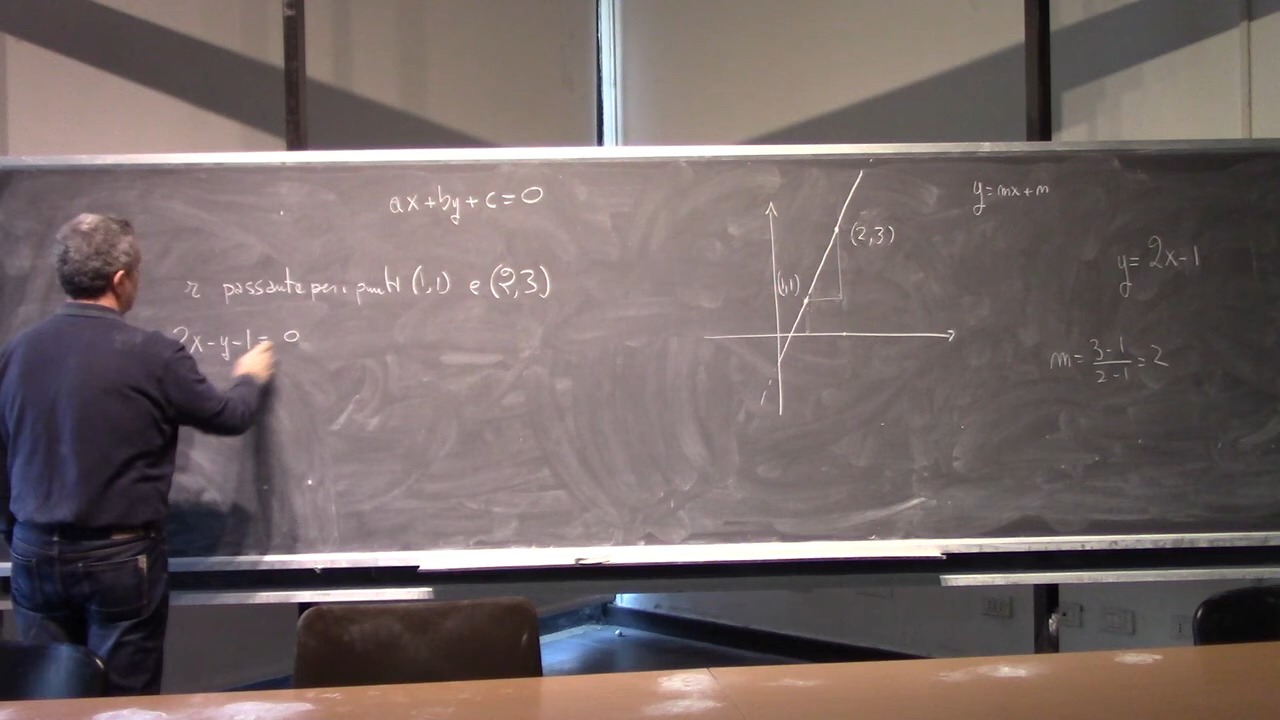 ax+by+c=0
r passante per i punti (1,1) e (2,3)
2x-y-1=0
(2,3)
(1,1)
y=mx+n
y=2x-1
m=\frac{3-1}{2-1}=2